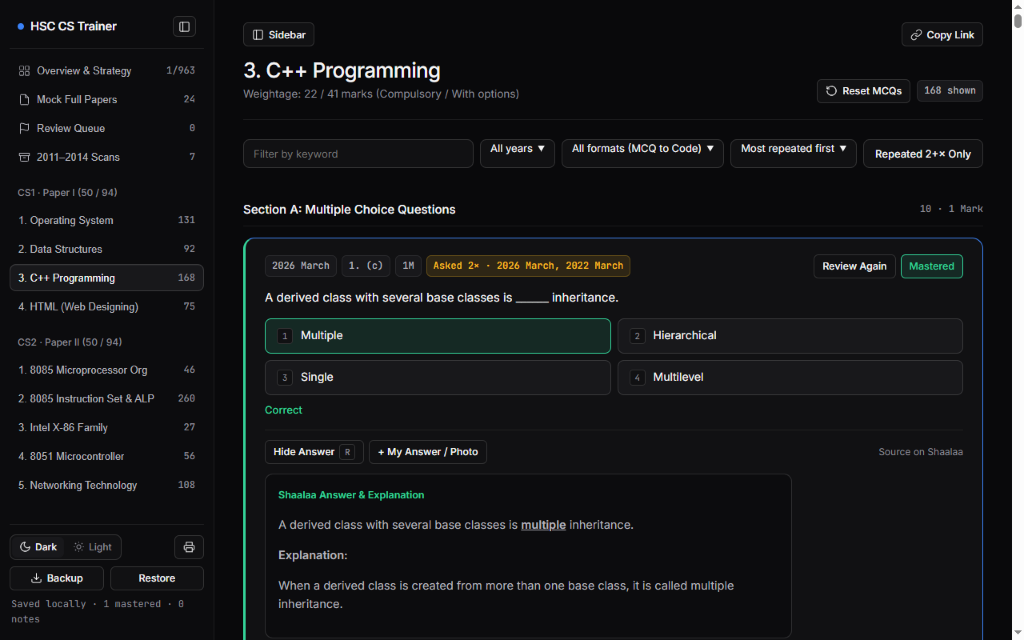 HSC CS Trainer
Overview & Strategy 1/963
Mock Full Papers 24
Review Queue 0
2011–2014 Scans 7
CS1 · Paper I (50 / 94)
1. Operating System 131
2. Data Structures 92
3. C++ Programming 168
4. HTML (Web Designing) 75
CS2 · Paper II (50 / 94)
1. 8085 Microprocessor Org 46
2. 8085 Instruction Set & ALP 260
3. Intel X-86 Family 27
4. 8051 Microcontroller 56
5. Networking Technology 108
Dark Light
Backup Restore
Saved locally · 1 mastered · 0
notes
Sidebar Copy Link
3. C++ Programming
Weightage: 22 / 41 marks (Compulsory / With options)
Reset MCQs 168 shown
Filter by keyword All years ▼ All formats (MCQ to Code) ▼ Most repeated first ▼ Repeated 2+× Only
Section A: Multiple Choice Questions 10 · 1 Mark
2026 March 1. (c) 1M Asked 2× · 2026 March, 2022 March Review Again Mastered
A derived class with several base classes is ______ inheritance.
1 Multiple 2 Hierarchical
3 Single 4 Multilevel
Correct
Hide Answer R + My Answer / Photo Source on Shaalaa
Shaalaa Answer & Explanation
A derived class with several base classes is multiple inheritance.
Explanation:
When a derived class is created from more than one base class, it is called multiple
inheritance.